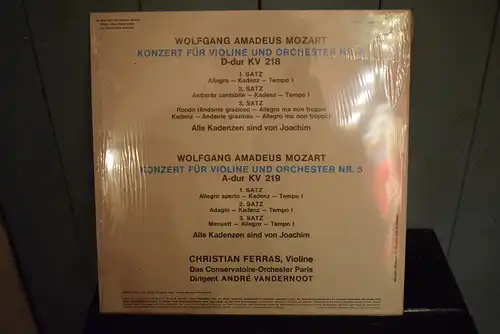 WOLFGANG AMADEUS MOZART
KONZERT FÜR VIOLINE UND ORCHESTER NR.
D-dur KV 218
1. SATZ
Allegro – Kadenz – Tempo I
2. SATZ
Andante cantabile – Kadenz – Tempo I
3. SATZ
Rondo (Andante grazioso – Allegro ma non troppo)
Kadenz – Andante grazioso – Allegro ma non troppo
Alle Kadenzen sind von Joachim
WOLFGANG AMADEUS MOZART
KONZERT FÜR VIOLINE UND ORCHESTER NR. 5
A-dur KV 219
1. SATZ
Allegro aperto – Kadenz – Tempo I
2. SATZ
Adagio – Kadenz – Tempo I
3. SATZ
Menuett – Allegro – Tempo I
Alle Kadenzen sind von Joachim
CHRISTIAN FERRAS, Violine
Das Conservatoire-Orchester Paris
Dirigent ANDRÉ VANDERNOOT